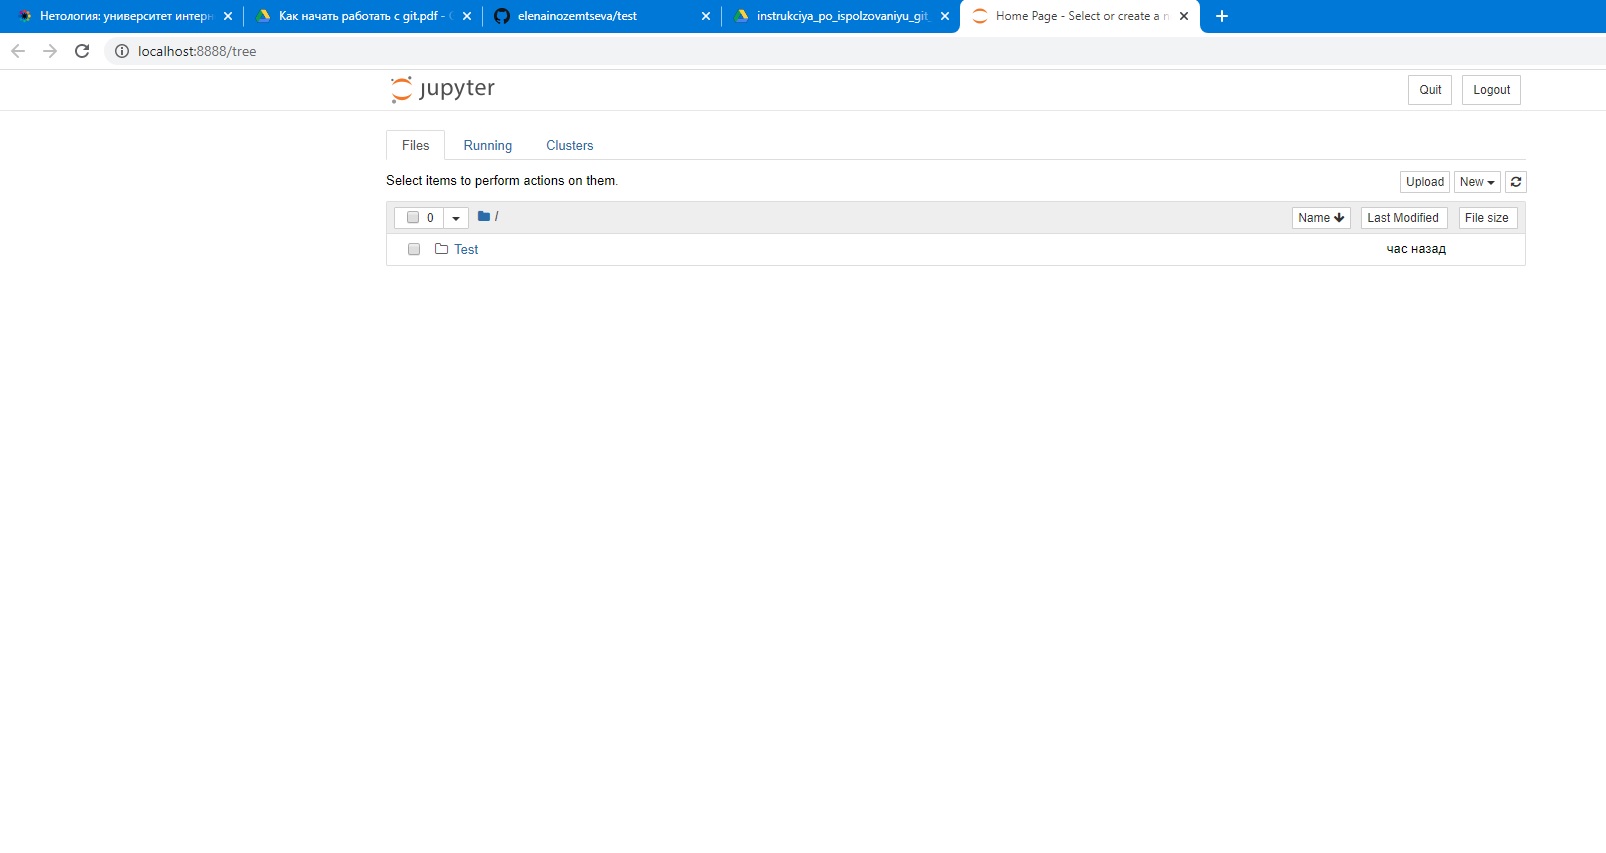 Нетология: университет интерн
Как начать работать с git.pdf -
elenainozemtseva/test
instrukciya_po_ispolzovaniyu_git_
Home Page - Select or create a n
localhost:8888/tree
jupyter
Quit
Logout
Files
Running
Clusters
Select items to perform actions on them.
Upload
New
0
/
Name
Last Modified
File size
Test
час назад